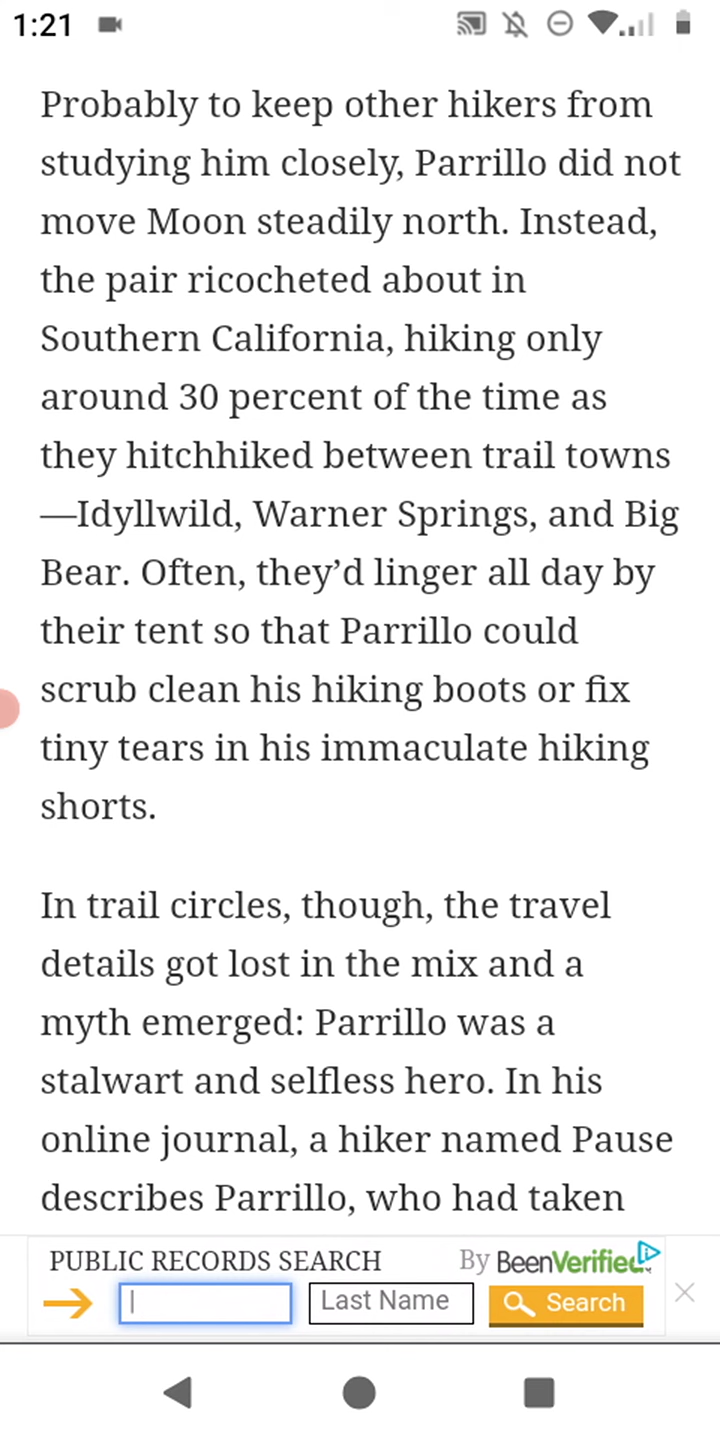 1:21
Probably to keep other hikers from
studying him closely, Parrillo did not
move Moon steadily north. Instead,
the pair ricocheted about in
Southern California, hiking only
around 30 percent of the time as
they hitchhiked between trail towns
—Idyllwild, Warner Springs, and Big
Bear. Often, they’d linger all day by
their tent so that Parrillo could
scrub clean his hiking boots or fix
tiny tears in his immaculate hiking
shorts.
In trail circles, though, the travel
details got lost in the mix and a
myth emerged: Parrillo was a
stalwart and selfless hero. In his
online journal, a hiker named Pause
describes Parrillo, who had taken
PUBLIC RECORDS SEARCH By BeenVerified
Last Name Search